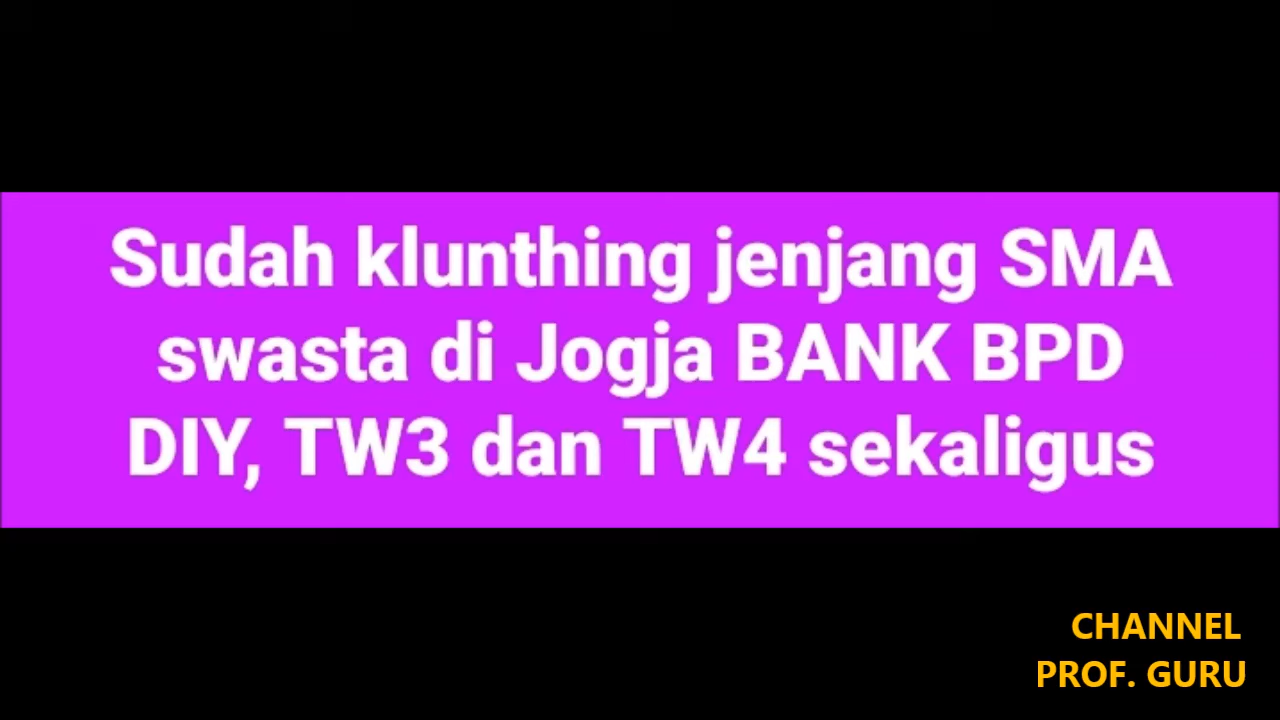 Sudah klunthing jenjang SMA
swasta di Jogja BANK BPD
DIY, TW3 dan TW4 sekaligus
CHANNEL
PROF. GURU